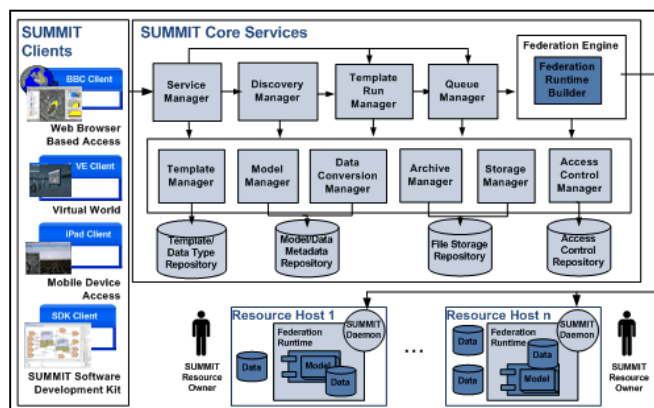 SUMMIT
Clients
BBC Client
Web Browser
Based Access
VE Client
Virtual World
iPad Client
Mobile Device
Access
SDK Client
SUMMIT Software
Development Kit
SUMMIT Core Services
Service
Manager
Discovery
Manager
Template
Run
Manager
Queue
Manager
Federation Engine
Federation
Runtime
Builder
Template
Manager
Model
Manager
Data
Conversion
Manager
Archive
Manager
Storage
Manager
Access
Control
Manager
Template/
Data Type
Repository
Model/Data
Metadata
Repository
File Storage
Repository
Access
Control
Repository
SUMMIT
Resource
Owner
Resource Host 1
Federation
Runtime
SUMMIT
Daemon
Data
Model
Data
...
Resource Host n
Federation
Runtime
SUMMIT
Daemon
Data
Data
Data
Model
SUMMIT
Resource
Owner